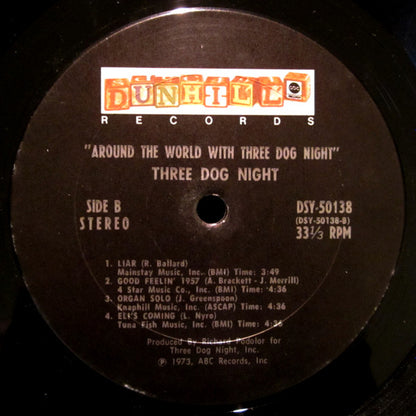 DUNHILL
abc
RECORDS
"AROUND THE WORLD WITH THREE DOG NIGHT"
THREE DOG NIGHT
SIDE B
STEREO
DSY-50138
(DSY-50138-B)
33⅓ RPM
1. LIAR (R. Ballard)
Mainstay Music, Inc. (BMI) Time: 3:49
2. GOOD FEELIN' 1957 (A. Brackett - J. Merrill)
4 Star Music Co., Inc. (BMI) Time: 4:36
3. ORGAN SOLO (J. Greenspoon)
Knaphill Music, Inc. (ASCAP) Time: 4:36
4. ELI'S COMING (L. Nyro)
Tuna Fish Music, Inc. (BMI) Time: 4:36
Produced By Richard Podolor for
Three Dog Night, Inc.
℗ 1973, ABC Records, Inc